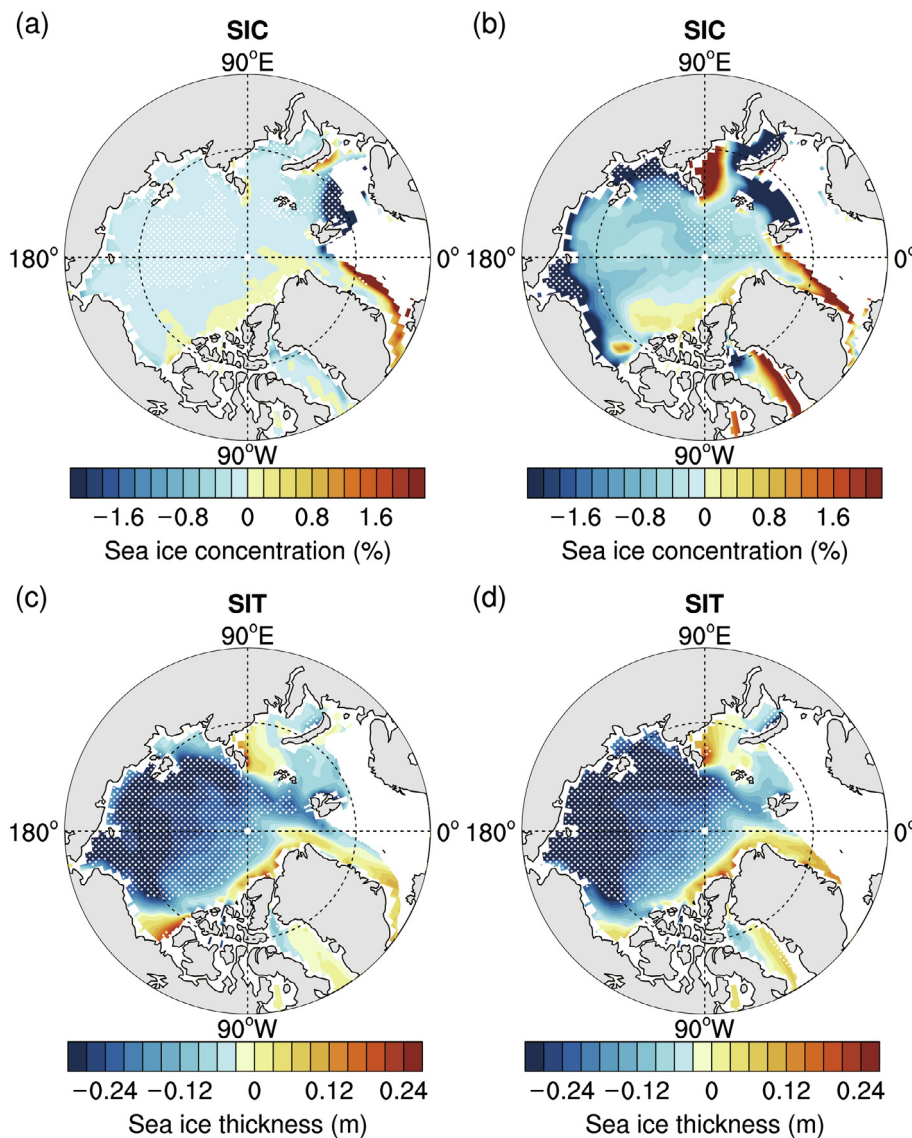 (a)
SIC
90°E
180°
0°
90°W
−1.6 −0.8 0 0.8 1.6
Sea ice concentration (%)
(b)
SIC
90°E
180°
0°
90°W
−1.6 −0.8 0 0.8 1.6
Sea ice concentration (%)
(c)
SIT
90°E
180°
0°
90°W
−0.24 −0.12 0 0.12 0.24
Sea ice thickness (m)
(d)
SIT
90°E
180°
0°
90°W
−0.24 −0.12 0 0.12 0.24
Sea ice thickness (m)